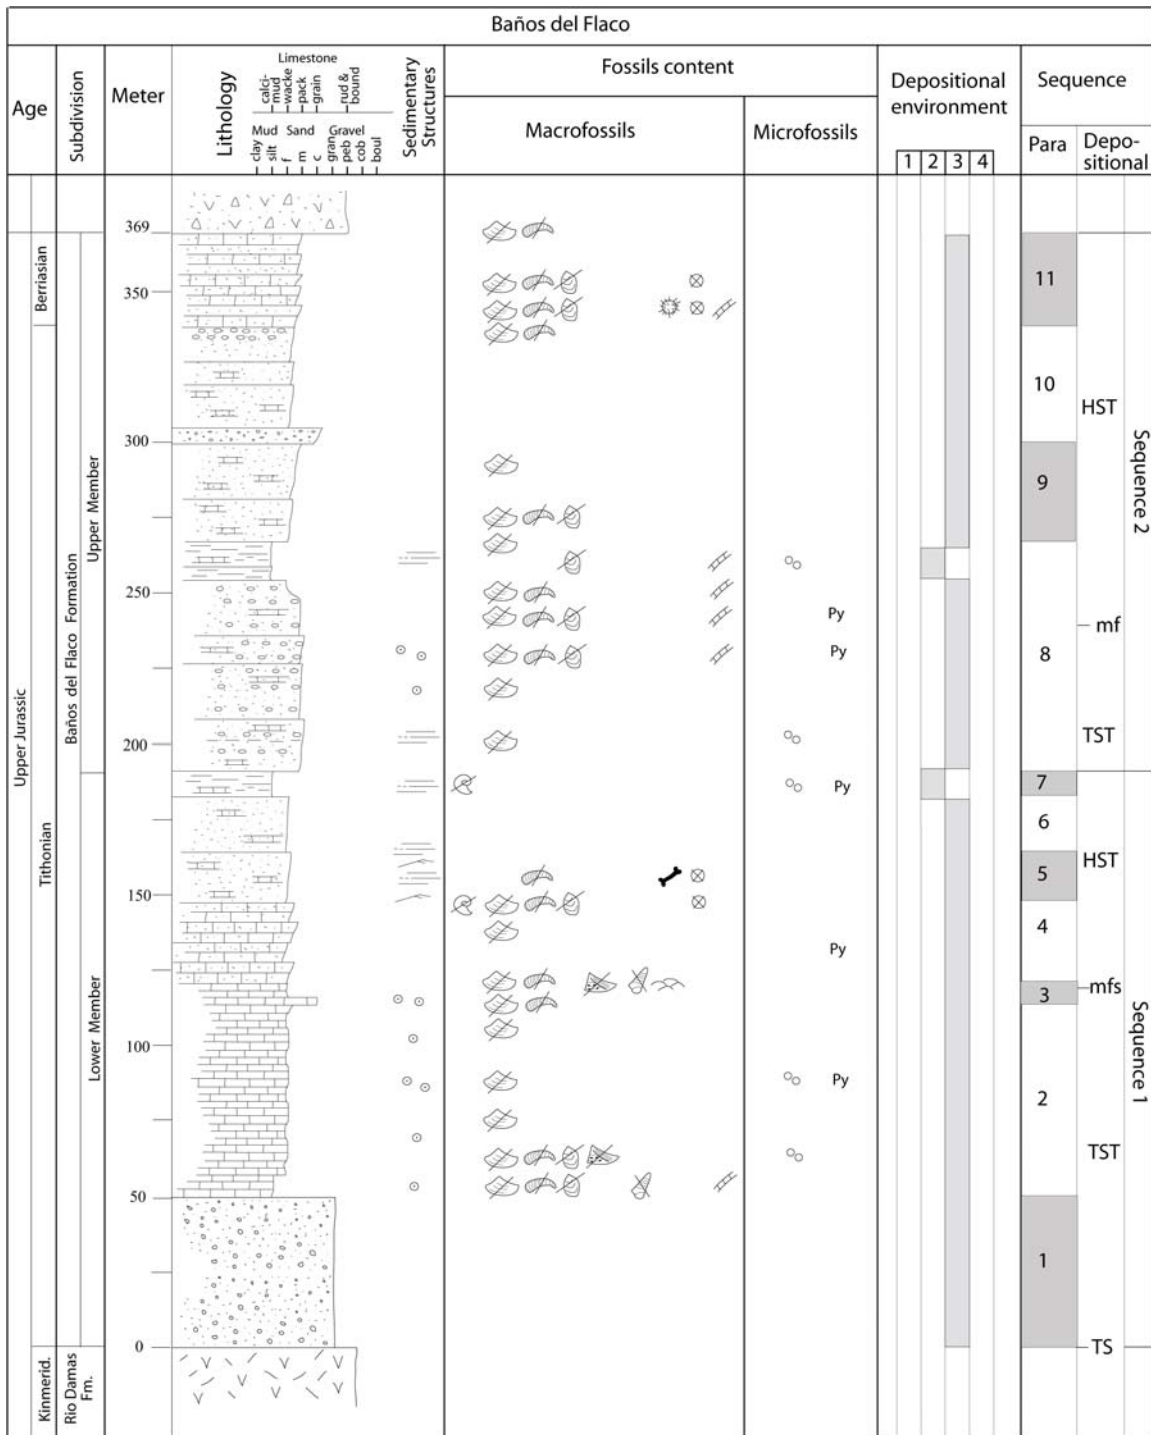 Baños del Flaco
Age
Subdivision
Meter
Lithology
Limestone
calci-
mud
wacke
pack
grain
rud &
bound
Mud Sand Gravel
clay
silt
f
m
c
gran
peb
cob
boul
Sedimentary
Structures
Fossils content
Macrofossils
Microfossils
Depositional
environment
1 2 3 4
Sequence
Para
Depo-
sitional
Upper Jurassic
Berriasian
Tithonian
Kinmerid.
Baños del Flaco Formation
Upper Member
Lower Member
Rio Damas
Fm.
369
350
300
250
200
150
100
50
0
Py
Py
Py
Py
Py
11
10
9
8
7
6
5
4
3
2
1
HST
mf
TST
HST
mfs
TST
TS
Sequence 2
Sequence 1